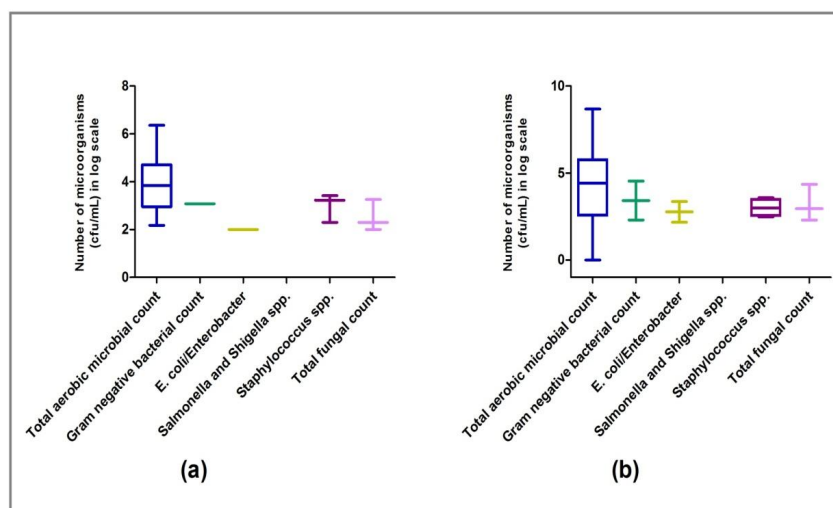 Number of microorganisms
(cfu/mL) in log scale
8
6
4
2
0
Total aerobic microbial count
Gram negative bacterial count
E. coli/Enterobacter
Salmonella and Shigella spp.
Staphylococcus spp.
Total fungal count
(a)
Number of microorganisms
(cfu/mL) in log scale
10
5
0
Total aerobic microbial count
Gram negative bacterial count
E. coli/Enterobacter
Salmonella and Shigella spp.
Staphylococcus spp.
Total fungal count
(b)